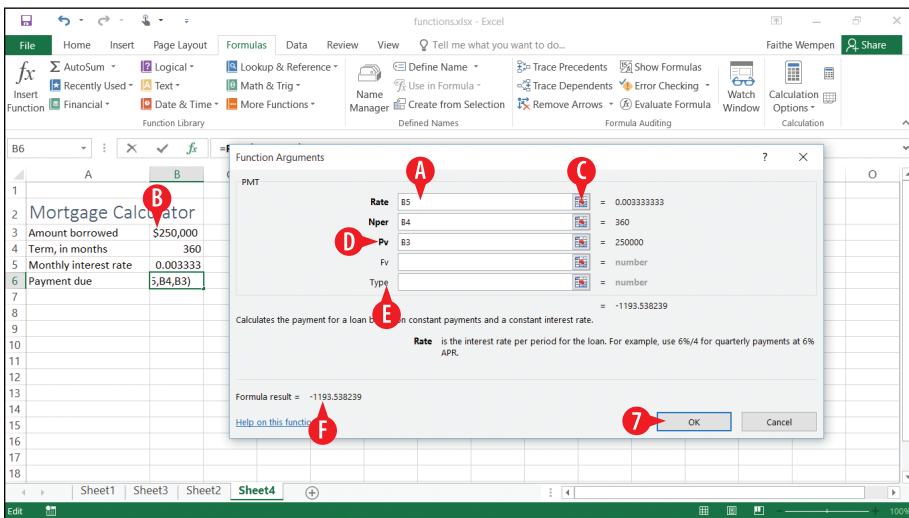 functions.xlsx - Excel
File Home Insert Page Layout Formulas Data Review View Tell me what you want to do... Faithe Wempen Share
fx Insert Function
Σ AutoSum
Recently Used
Financial
Logical
Text
Date & Time
Lookup & Reference
Math & Trig
More Functions
Function Library
Name Manager
Define Name
Use in Formula
Create from Selection
Defined Names
Trace Precedents
Trace Dependents
Remove Arrows
Show Formulas
Error Checking
Evaluate Formula
Formula Auditing
Watch Window
Calculation Options
Calculation
B6 fx
A B O
1
2 Mortgage Calculator
3 Amount borrowed $250,000
4 Term, in months 360
5 Monthly interest rate 0.003333
6 Payment due 5,B4,B3)
7
8
9
10
11
12
13
14
15
16
17
18
B
Function Arguments ? ×
PMT
A C
Rate B5 = 0.003333333
Nper B4 = 360
D Pv B3 = 250000
Fv = number
Type = number
E
= -1193.538239
Calculates the payment for a loan b on constant payments and a constant interest rate.
Rate is the interest rate per period for the loan. For example, use 6%/4 for quarterly payments at 6%
APR.
Formula result = -1193.538239
F
Help on this functio
7 OK Cancel
Sheet1 Sheet3 Sheet2 Sheet4
Edit 100%